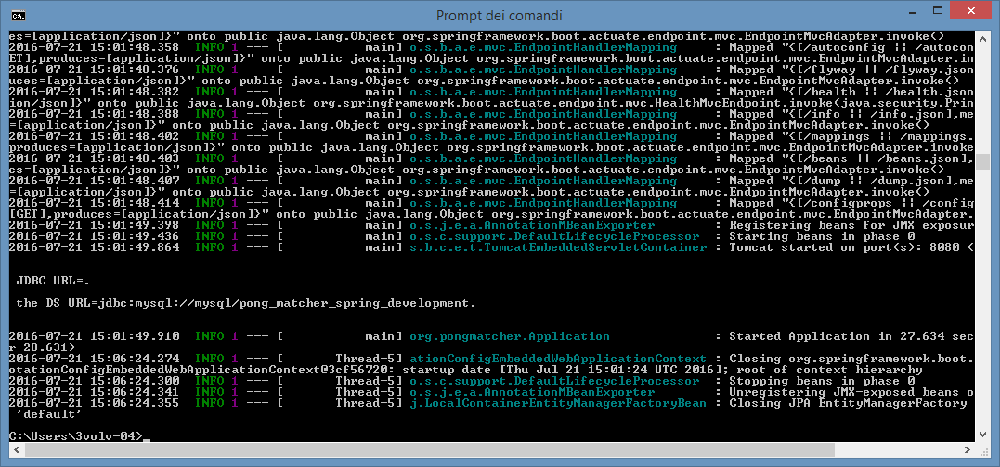 Prompt dei comandi
es=[application/json]}" onto public java.lang.Object org.springframework.boot.actuate.endpoint.mvc.EndpointMvcAdapter.invoke()
2016-07-21 15:01:48.358  INFO 1 --- [           main] o.s.b.a.e.mvc.EndpointHandlerMapping     : Mapped "{[/autoconfig || /autocon
ET],produces=[application/json]}" onto public java.lang.Object org.springframework.boot.actuate.endpoint.mvc.EndpointMvcAdapter.in
2016-07-21 15:01:48.376  INFO 1 --- [           main] o.s.b.a.e.mvc.EndpointHandlerMapping     : Mapped "{[/flyway || /flyway.json
uces=[application/json]}" onto public java.lang.Object org.springframework.boot.actuate.endpoint.mvc.EndpointMvcAdapter.invoke()
2016-07-21 15:01:48.382  INFO 1 --- [           main] o.s.b.a.e.mvc.EndpointHandlerMapping     : Mapped "{[/health || /health.json
ion/json]}" onto public java.lang.Object org.springframework.boot.actuate.endpoint.mvc.HealthMvcEndpoint.invoke(java.security.Prin
2016-07-21 15:01:48.388  INFO 1 --- [           main] o.s.b.a.e.mvc.EndpointHandlerMapping     : Mapped "{[/info || /info.json],me
=[application/json]}" onto public java.lang.Object org.springframework.boot.actuate.endpoint.mvc.EndpointMvcAdapter.invoke()
2016-07-21 15:01:48.402  INFO 1 --- [           main] o.s.b.a.e.mvc.EndpointHandlerMapping     : Mapped "{[/mappings || /mappings.
produces=[application/json]}" onto public java.lang.Object org.springframework.boot.actuate.endpoint.mvc.EndpointMvcAdapter.invoke
2016-07-21 15:01:48.403  INFO 1 --- [           main] o.s.b.a.e.mvc.EndpointHandlerMapping     : Mapped "{[/beans || /beans.json],
es=[application/json]}" onto public java.lang.Object org.springframework.boot.actuate.endpoint.mvc.EndpointMvcAdapter.invoke()
2016-07-21 15:01:48.407  INFO 1 --- [           main] o.s.b.a.e.mvc.EndpointHandlerMapping     : Mapped "{[/dump || /dump.json],me
=[application/json]}" onto public java.lang.Object org.springframework.boot.actuate.endpoint.mvc.EndpointMvcAdapter.invoke()
2016-07-21 15:01:48.414  INFO 1 --- [           main] o.s.b.a.e.mvc.EndpointHandlerMapping     : Mapped "{[/configprops || /config
[GET],produces=[application/json]}" onto public java.lang.Object org.springframework.boot.actuate.endpoint.mvc.EndpointMvcAdapter.
2016-07-21 15:01:49.398  INFO 1 --- [           main] o.s.j.e.a.AnnotationMBeanExporter        : Registering beans for JMX exposur
2016-07-21 15:01:49.436  INFO 1 --- [           main] o.s.c.support.DefaultLifecycleProcessor  : Starting beans in phase 0
2016-07-21 15:01:49.864  INFO 1 --- [           main] s.b.c.e.t.TomcatEmbeddedServletContainer : Tomcat started on port(s): 8080 (
JDBC URL=.
the DS URL=jdbc:mysql://mysql/pong_matcher_spring_development.
2016-07-21 15:01:49.910  INFO 1 --- [           main] org.pongmatcher.Application              : Started Application in 27.634 sec
r 28.631)
2016-07-21 15:06:24.274  INFO 1 --- [       Thread-5] ationConfigEmbeddedWebApplicationContext : Closing org.springframework.boot.
otationConfigEmbeddedWebApplicationContext@3cf56720: startup date [Thu Jul 21 15:01:24 UTC 2016]; root of context hierarchy
2016-07-21 15:06:24.300  INFO 1 --- [       Thread-5] o.s.c.support.DefaultLifecycleProcessor  : Stopping beans in phase 0
2016-07-21 15:06:24.341  INFO 1 --- [       Thread-5] o.s.j.e.a.AnnotationMBeanExporter        : Unregistering JMX-exposed beans o
2016-07-21 15:06:24.355  INFO 1 --- [       Thread-5] j.LocalContainerEntityManagerFactoryBean : Closing JPA EntityManagerFactory
'default'
C:\Users\3volv-04>_